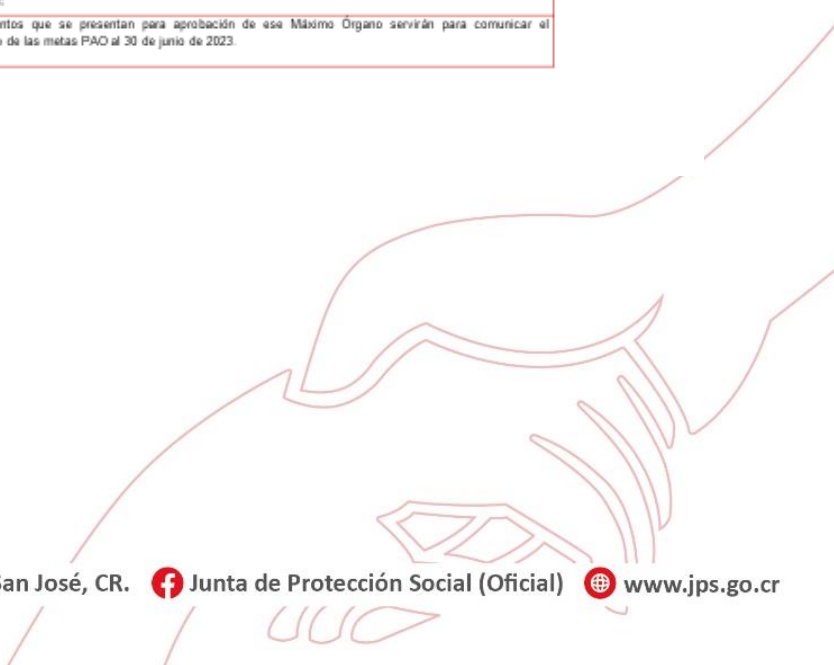 ntos que se presentan para aprobación de ese Máximo Órgano servirán para comunicar el
de las metas PAO al 30 de junio de 2023.
San José, CR. Junta de Protección Social (Oficial) www.jps.go.cr